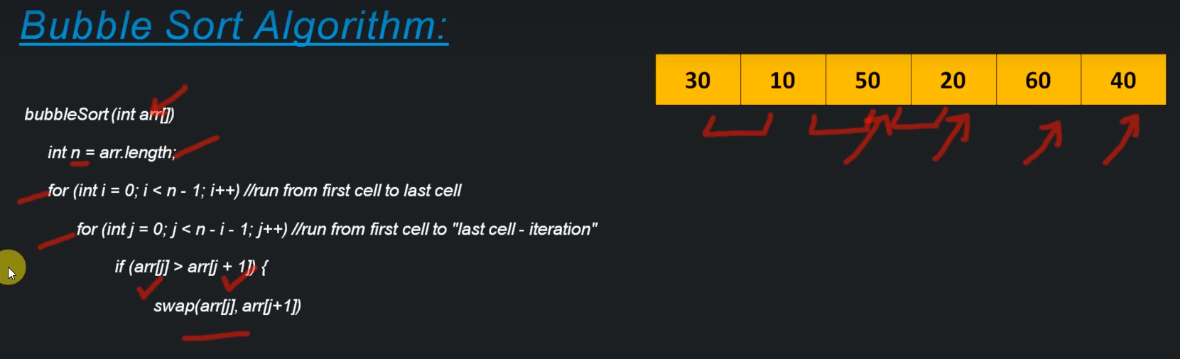 Bubble Sort Algorithm:
30 10 50 20 60 40
bubbleSort (int arr[])
int n = arr.length;
for (int i = 0; i < n - 1; i++) //run from first cell to last cell
for (int j = 0; j < n - i - 1; j++) //run from first cell to "last cell - iteration"
if (arr[j] > arr[j + 1]) {
swap(arr[j], arr[j+1])